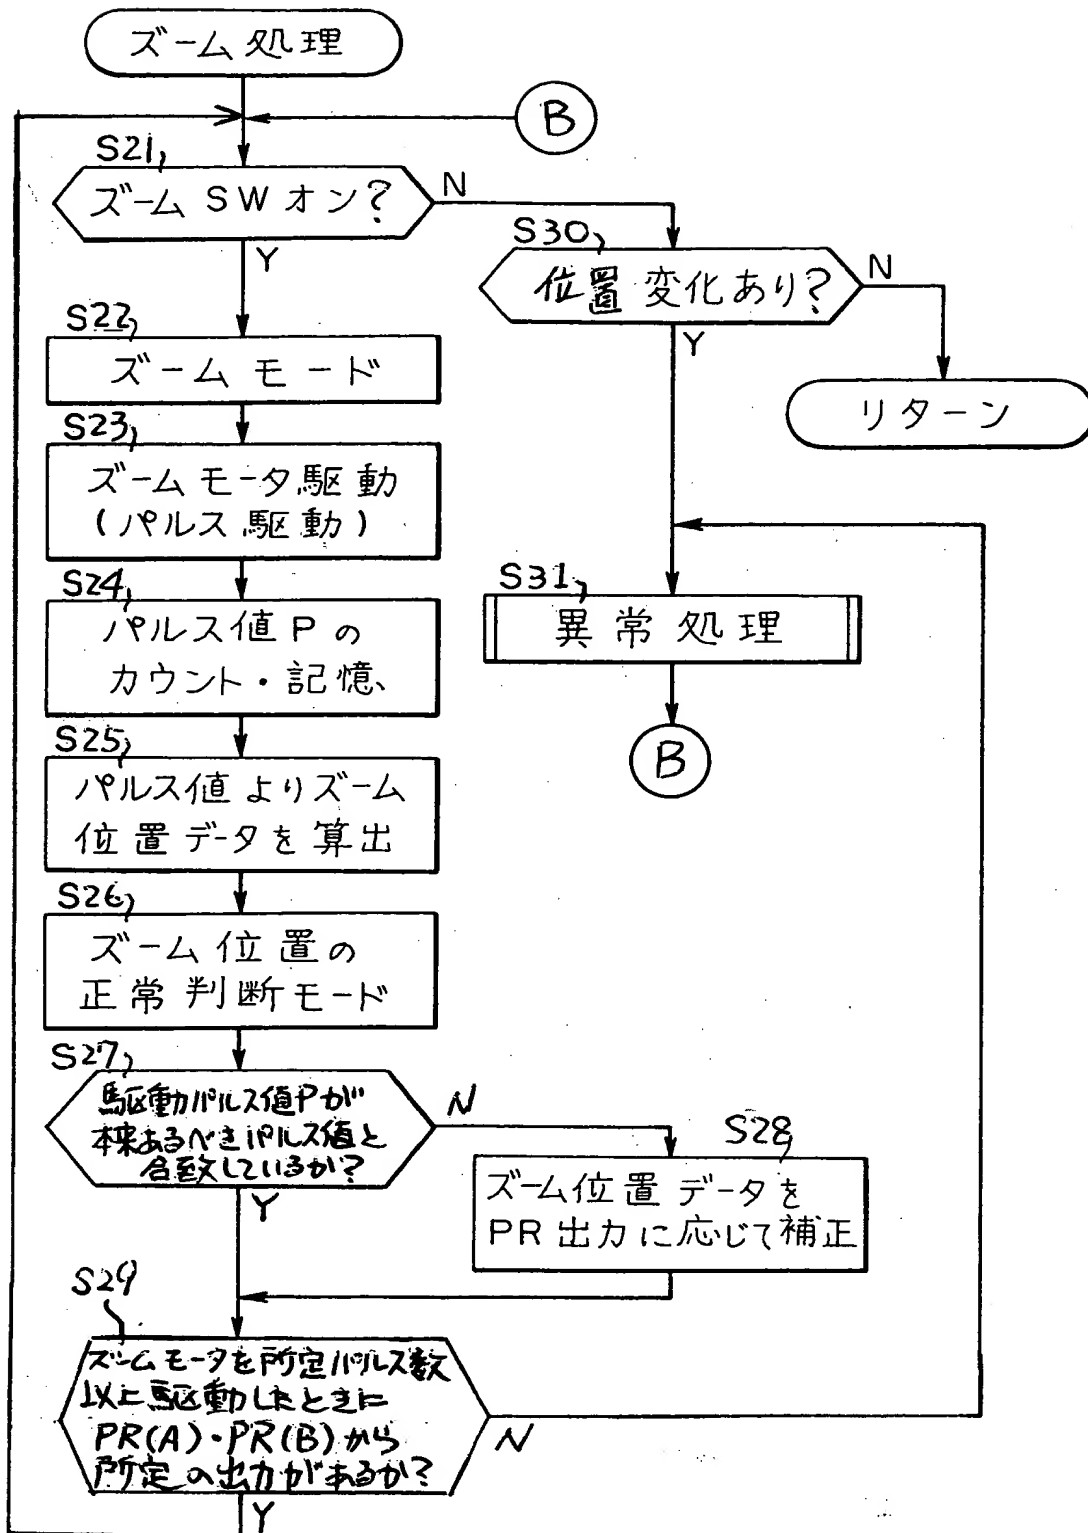 ズーム処理
B
S21
ズームSWオン?
N
Y
S30
位置変化あり?
N
Y
リターン
S22
ズームモード
S23
ズームモータ駆動
(パルス駆動)
S24
パルス値Pの
カウント・記憶、
S31
異常処理
B
S25
パルス値よりズーム
位置データを算出
S26
ズーム位置の
正常判断モード
S27
駆動パルス値Pが
本来あるべきパルス値と
合致しているか?
N
Y
S28
ズーム位置データを
PR出力に応じて補正
S29
ズームモータを所定パルス数
以上駆動したときに
PR(A)・PR(B)から
所定の出力があるか?
N
Y